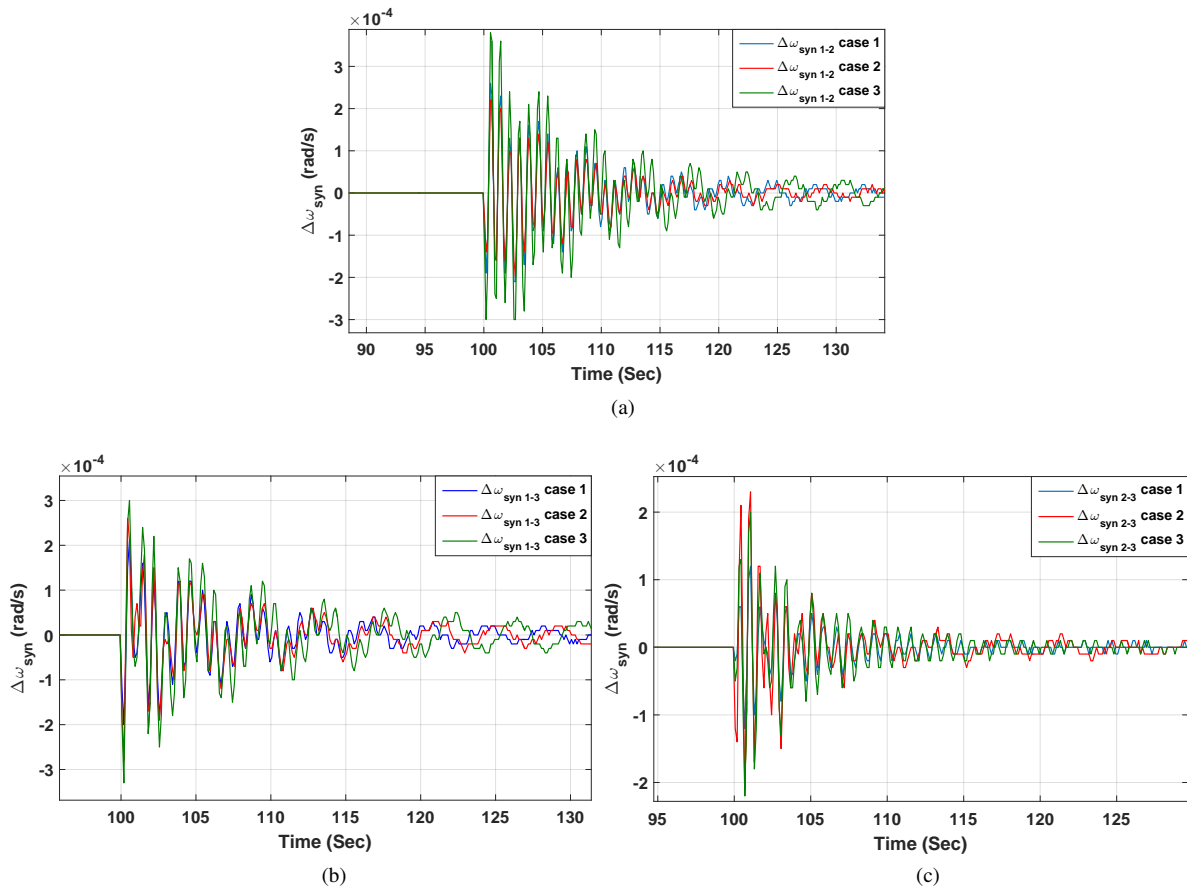 ×10⁻⁴
Δω_syn 1-2 case 1
Δω_syn 1-2 case 2
Δω_syn 1-2 case 3
3
2
1
0
-1
-2
-3
Δω_syn (rad/s)
90 95 100 105 110 115 120 125 130
Time (Sec)
(a)
×10⁻⁴
Δω_syn 1-3 case 1
Δω_syn 1-3 case 2
Δω_syn 1-3 case 3
3
2
1
0
-1
-2
-3
Δω_syn (rad/s)
100 105 110 115 120 125 130
Time (Sec)
(b)
×10⁻⁴
Δω_syn 2-3 case 1
Δω_syn 2-3 case 2
Δω_syn 2-3 case 3
2
1
0
-1
-2
Δω_syn (rad/s)
95 100 105 110 115 120 125
Time (Sec)
(c)